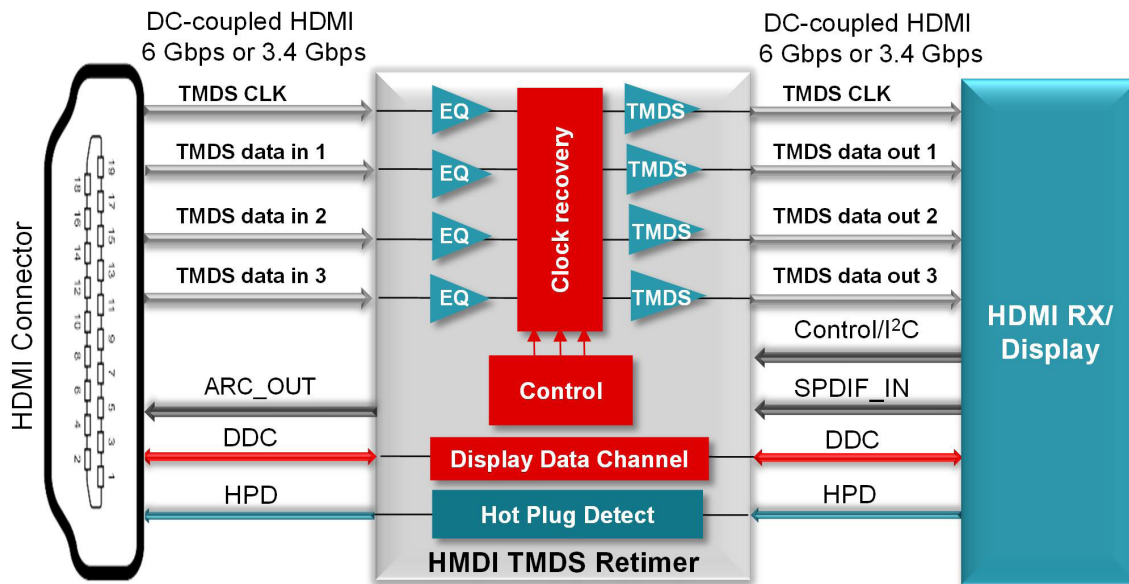 DC-coupled HDMI
6 Gbps or 3.4 Gbps
DC-coupled HDMI
6 Gbps or 3.4 Gbps
HDMI Connector
19
18
17
16
15
14
13
12
11
10
9
8
7
6
5
4
3
2
1
TMDS CLK
TMDS data in 1
TMDS data in 2
TMDS data in 3
ARC_OUT
DDC
HPD
EQ
EQ
EQ
EQ
Clock recovery
TMDS
TMDS
TMDS
TMDS
Control
Display Data Channel
Hot Plug Detect
HMDI TMDS Retimer
TMDS CLK
TMDS data out 1
TMDS data out 2
TMDS data out 3
Control/I²C
SPDIF_IN
DDC
HPD
HDMI RX/
Display